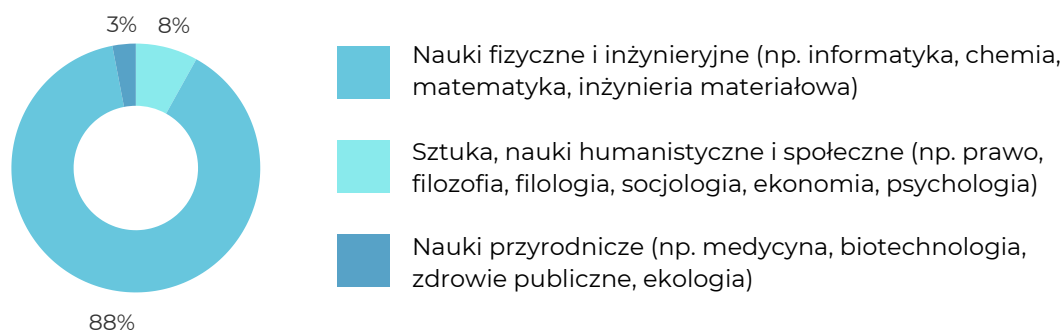 3% 8%
Nauki fizyczne i inżynieryjne (np. informatyka, chemia,
matematyka, inżynieria materiałowa)
Sztuka, nauki humanistyczne i społeczne (np. prawo,
filozofia, filologia, socjologia, ekonomia, psychologia)
Nauki przyrodnicze (np. medycyna, biotechnologia,
zdrowie publiczne, ekologia)
88%